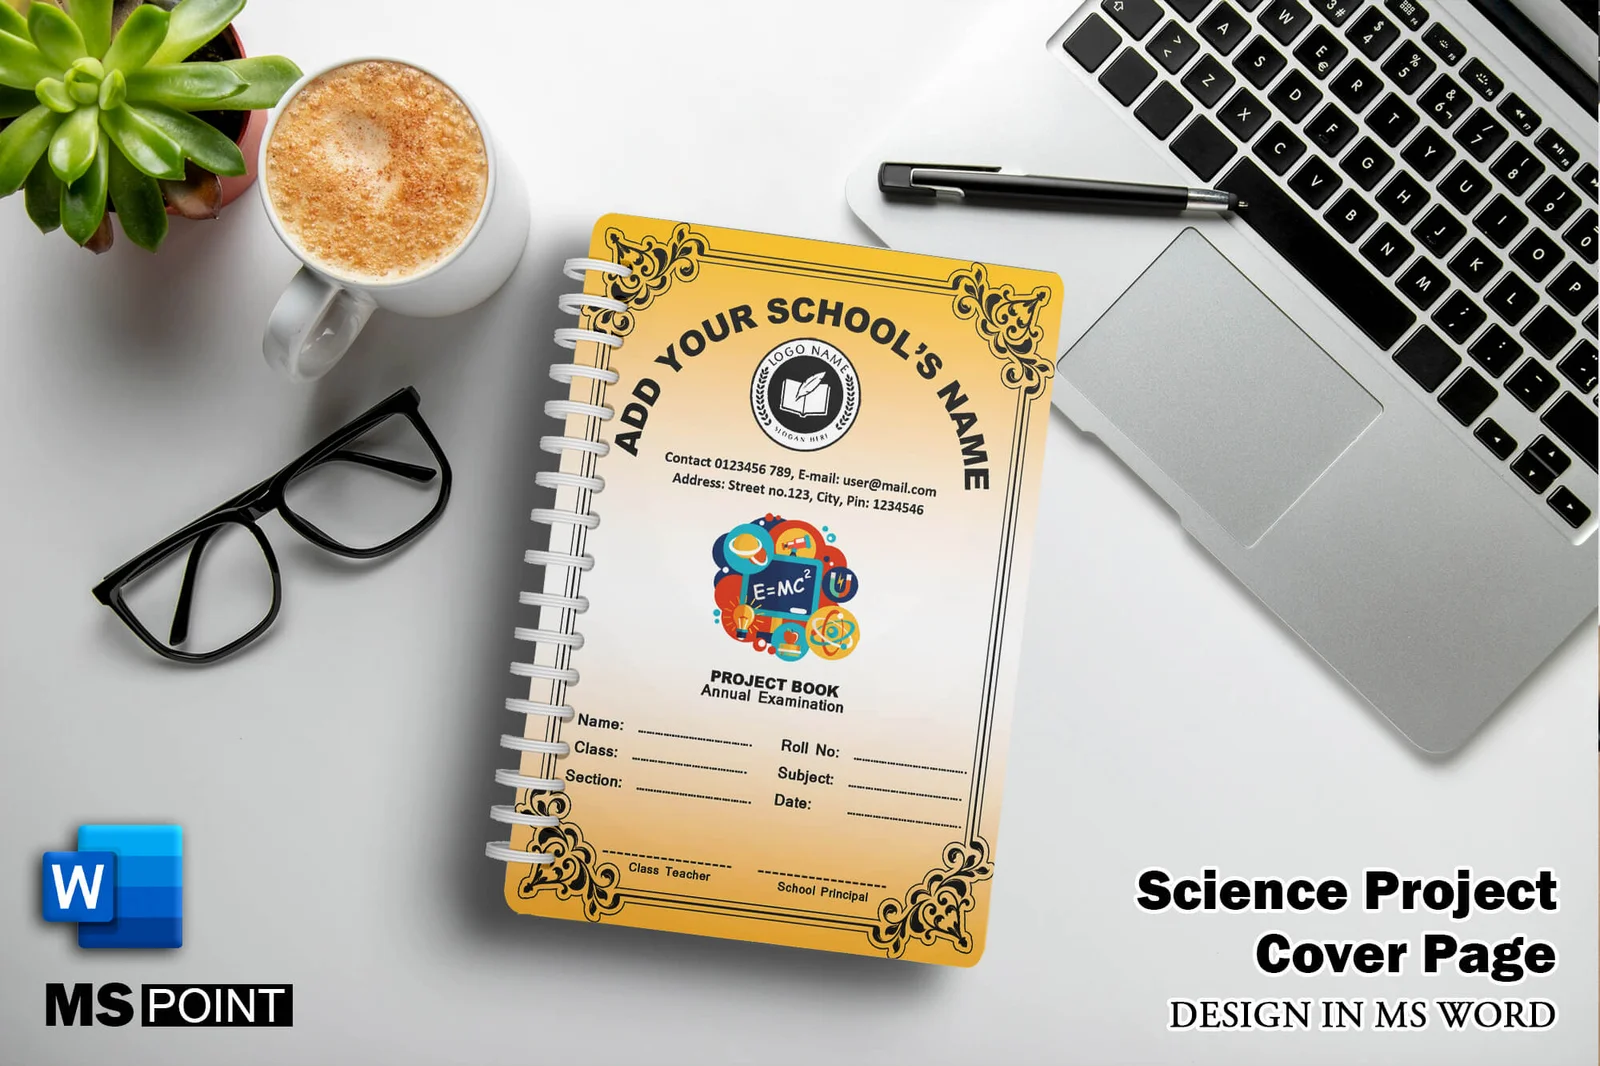 ADD YOUR SCHOOL'S NAME
LOGO NAME
SLOGAN HERE
Contact 0123456 789, E-mail: user@mail.com
Address: Street no.123, City, Pin: 1234546
E=MC²
PROJECT BOOK
Annual Examination
Name:
Roll No:
Class:
Subject:
Section:
Date:
Class Teacher
School Principal
W
MS POINT
Science Project
Cover Page
DESIGN IN MS WORD